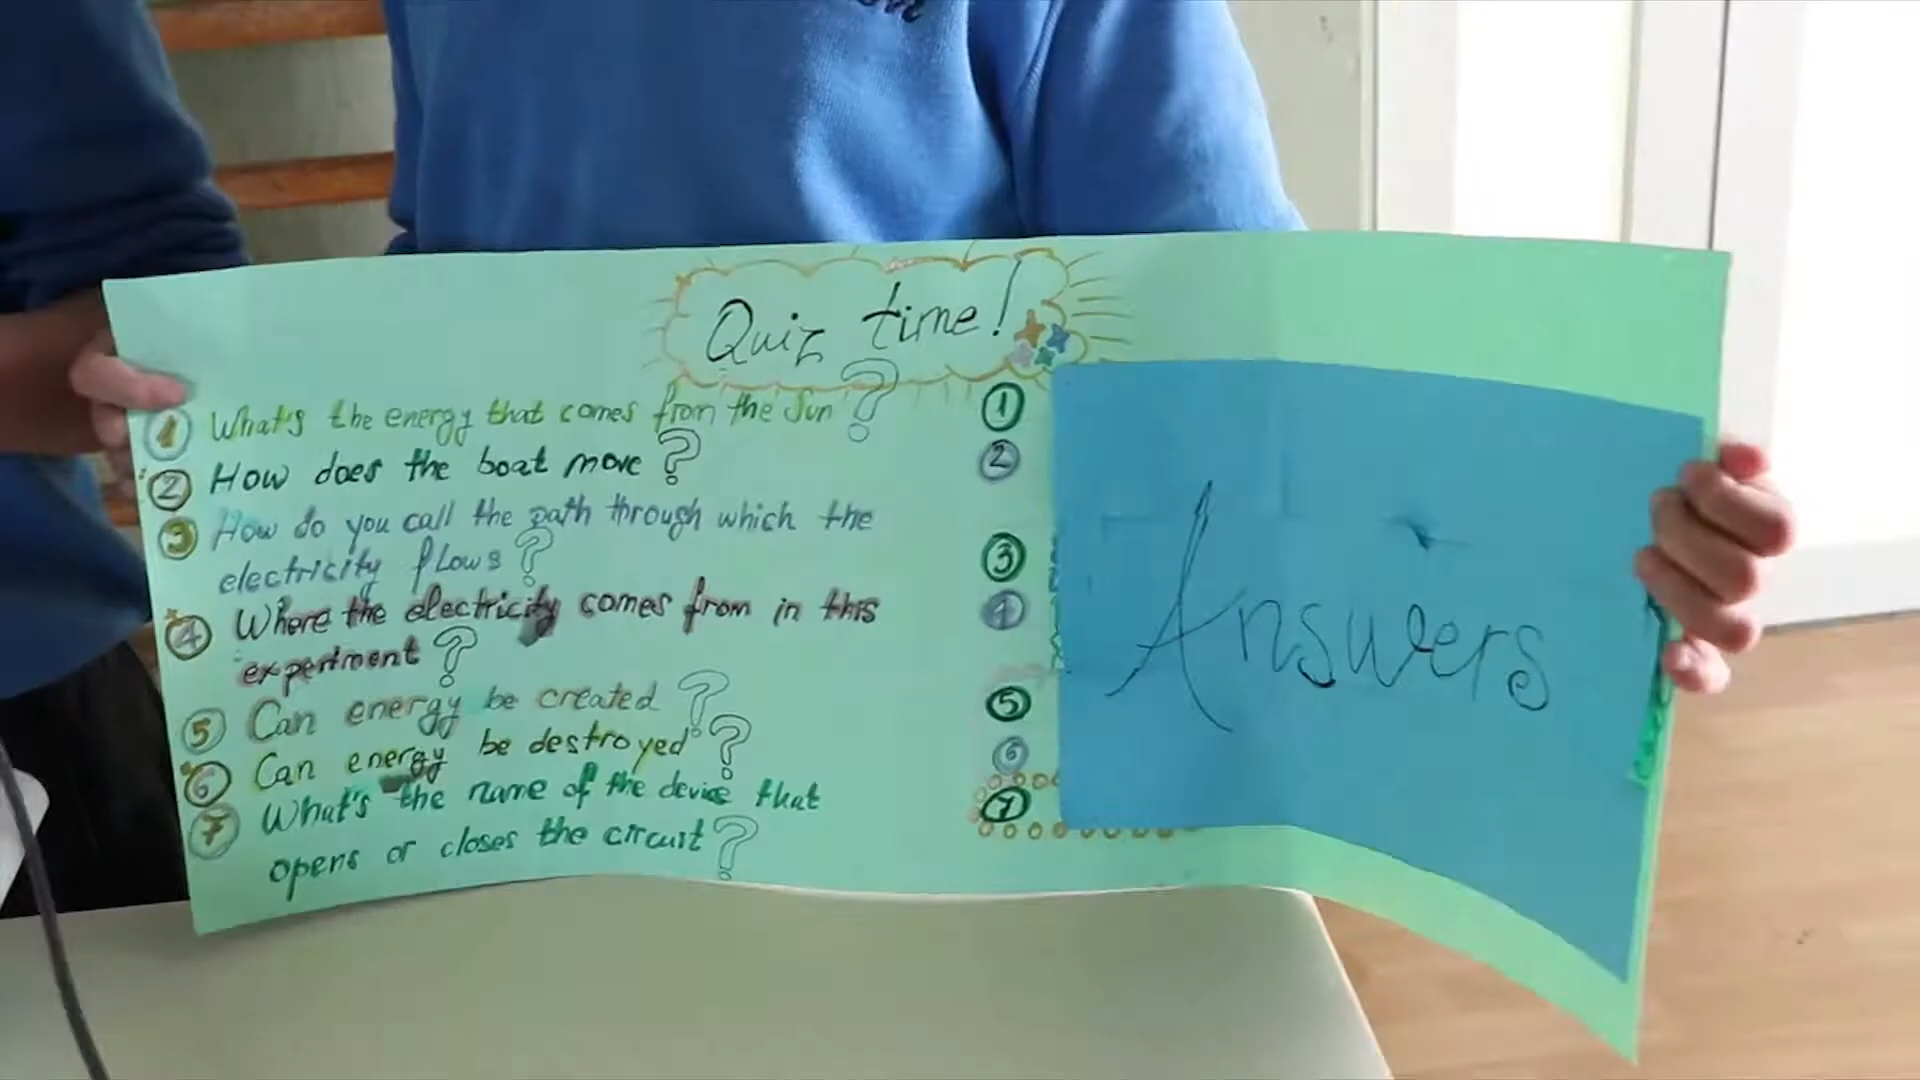 Quiz time!
1 What's the energy that comes from the Sun?
2 How does the boat move?
3 How do you call the path through which the
electricity flows?
4 Where the electricity comes from in this
experiment?
5 Can energy be created?
6 Can energy be destroyed?
7 What's the name of the device that
opens or closes the circuit?
1
2
3
4
5
6
7
Answers